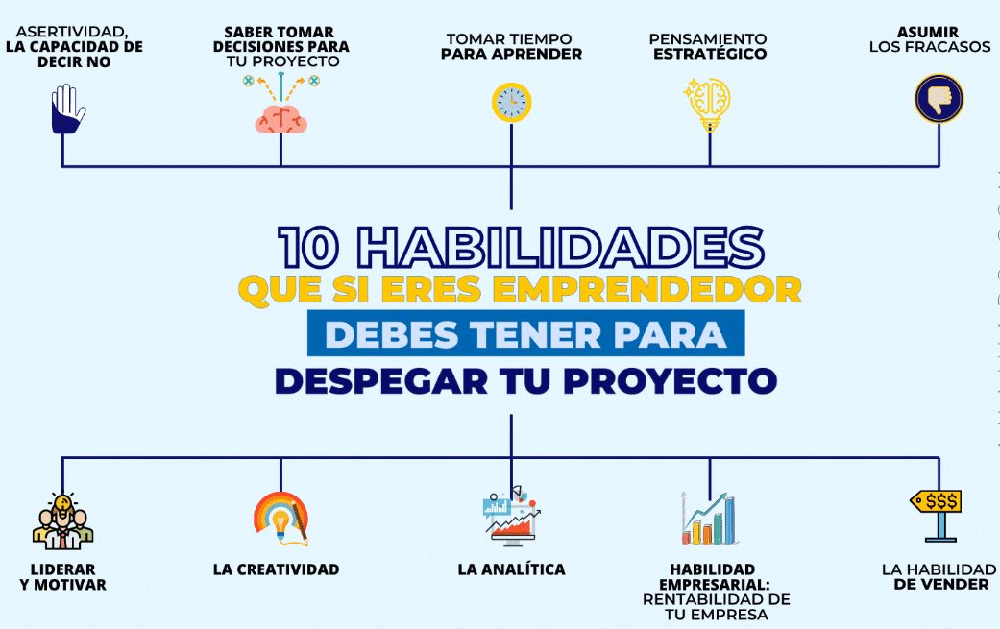 ASERTIVIDAD,
LA CAPACIDAD DE
DECIR NO
SABER TOMAR
DECISIONES PARA
TU PROYECTO
TOMAR TIEMPO
PARA APRENDER
PENSAMIENTO
ESTRATÉGICO
ASUMIR
LOS FRACASOS
10 HABILIDADES
QUE SI ERES EMPRENDEDOR
DEBES TENER PARA
DESPEGAR TU PROYECTO
$$$
LIDERAR
Y MOTIVAR
LA CREATIVIDAD
LA ANALÍTICA
HABILIDAD
EMPRESARIAL:
RENTABILIDAD DE
TU EMPRESA
LA HABILIDAD
DE VENDER